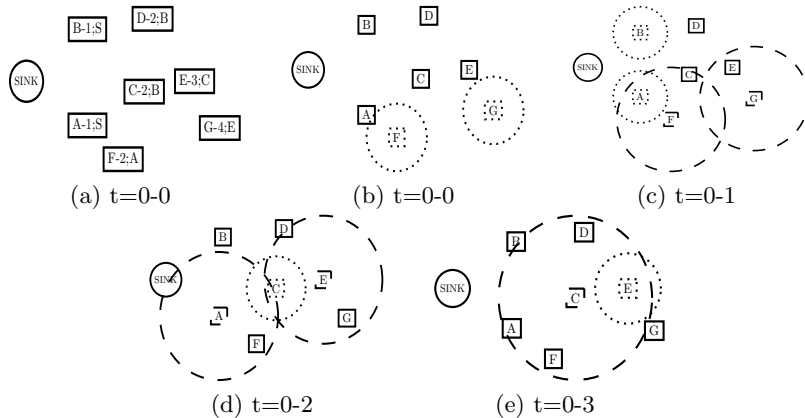 B-1;S
D-2;B
SINK
C-2;B
E-3;C
A-1;S
G-4;E
F-2;A
(a) t=0-0
B
D
SINK
C
E
A
F
G
(b) t=0-0
B
D
SINK
C
E
A
F
G
(c) t=0-1
B
D
SINK
C
E
A
F
G
(d) t=0-2
B
D
SINK
C
E
A
G
F
(e) t=0-3